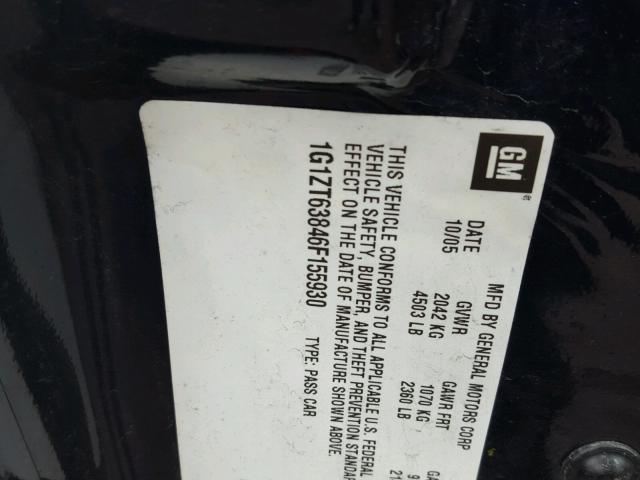 GM
MFD BY GENERAL MOTORS CORP
DATE GVWR GAWR FRT
10/05 2042 KG 1070 KG
4503 LB 2360 LB
THIS VEHICLE CONFORMS TO ALL APPLICABLE U.S. FEDERAL
VEHICLE SAFETY, BUMPER, AND THEFT PREVENTION
EFFECT ON THE DATE OF MANUFACTURE SHOWN ABOVE.
1G1ZT63846F155930 TYPE: PASS CAR